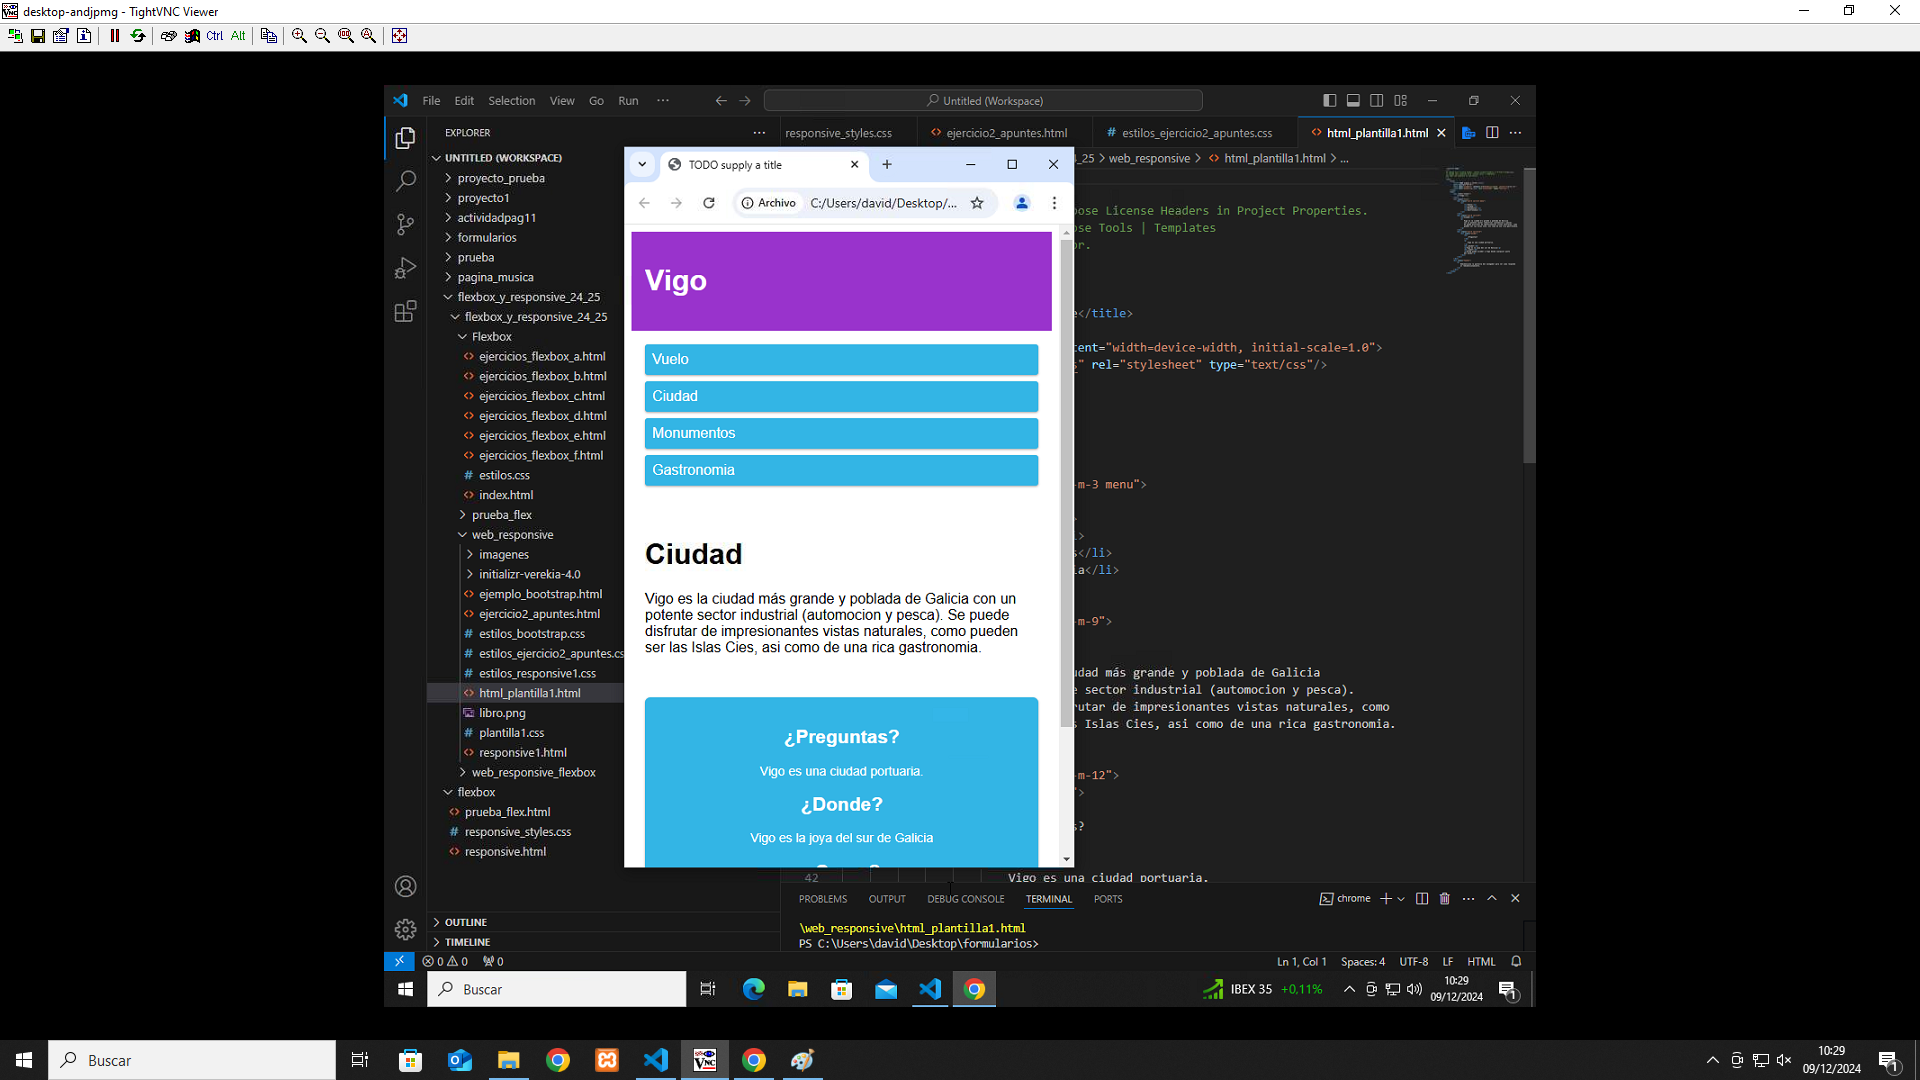 desktop-andjpmg - TightVNC Viewer
Ctrl Alt
File Edit Selection View Go Run ···
Untitled (Workspace)
EXPLORER
responsive_styles.css
ejercicio2_apuntes.html
estilos_ejercicio2_apuntes.css
html_plantilla1.html
_25 > web_responsive > html_plantilla1.html > ...
UNTITLED (WORKSPACE)
proyecto_prueba
proyecto1
actividadpag11
formularios
prueba
pagina_musica
flexbox_y_responsive_24_25
flexbox_y_responsive_24_25
Flexbox
ejercicios_flexbox_a.html
ejercicios_flexbox_b.html
ejercicios_flexbox_c.html
ejercicios_flexbox_d.html
ejercicios_flexbox_e.html
ejercicios_flexbox_f.html
estilos.css
index.html
prueba_flex
web_responsive
imagenes
initializr-verekia-4.0
ejemplo_bootstrap.html
ejercicio2_apuntes.html
estilos_bootstrap.css
estilos_ejercicio2_apuntes.cs
estilos_responsive1.css
html_plantilla1.html
libro.png
plantilla1.css
responsive1.html
web_responsive_flexbox
flexbox
prueba_flex.html
responsive_styles.css
responsive.html
OUTLINE
TIMELINE
TODO supply a title
Archivo
C:/Users/david/Desktop/...
Vigo
Vuelo
Ciudad
Monumentos
Gastronomia
Ciudad
Vigo es la ciudad más grande y poblada de Galicia con un
potente sector industrial (automocion y pesca). Se puede
disfrutar de impresionantes vistas naturales, como pueden
ser las Islas Cies, asi como de una rica gastronomia.
¿Preguntas?
Vigo es una ciudad portuaria.
¿Donde?
Vigo es la joya del sur de Galicia
ose License Headers in Project Properties.
se Tools | Templates
or.
e</title>
tent="width=device-width, initial-scale=1.0">
" rel="stylesheet" type="text/css"/>
-m-3 menu">
>
s</li>
ia</li>
-m-9">
udad más grande y poblada de Galicia
e sector industrial (automocion y pesca).
rutar de impresionantes vistas naturales, como
s Islas Cies, asi como de una rica gastronomia.
-m-12">
">
s?
42 Vigo es una ciudad portuaria.
PROBLEMS OUTPUT DEBUG CONSOLE TERMINAL PORTS
chrome
\web_responsive\html_plantilla1.html
PS C:\Users\david\Desktop\formularios>
0 0 0
Ln 1, Col 1 Spaces: 4 UTF-8 LF HTML
Buscar
IBEX 35 +0,11%
10:29
09/12/2024
1
Buscar
10:29
09/12/2024
1